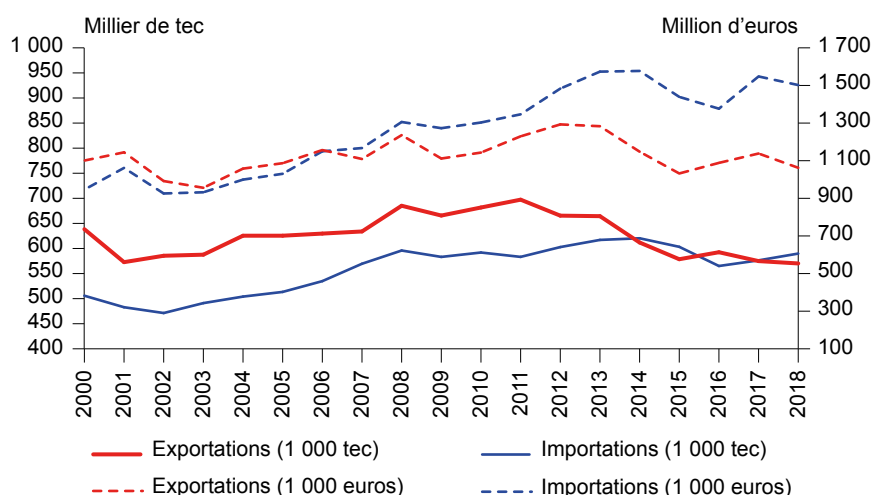 Millier de tec Million d'euros
1 000 1 700
950
900 1 500
850 1 300
800
750 1 100
700 900
650
600 700
550 500
500
450 300
400 100
2000 2001 2002 2003 2004 2005 2006 2007 2008 2009 2010 2011 2012 2013 2014 2015 2016 2017 2018
Exportations (1 000 tec) Importations (1 000 tec)
Exportations (1 000 euros) Importations (1 000 euros)